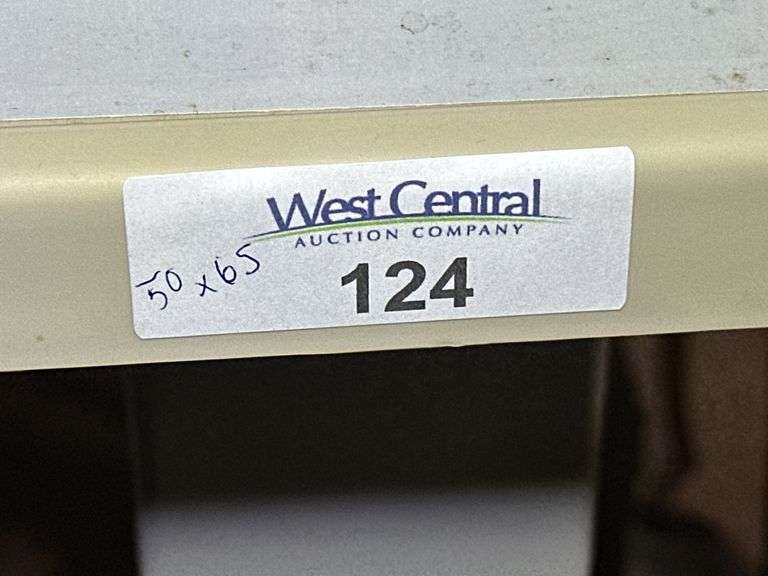 West Central
AUCTION COMPANY
50 x 65
124